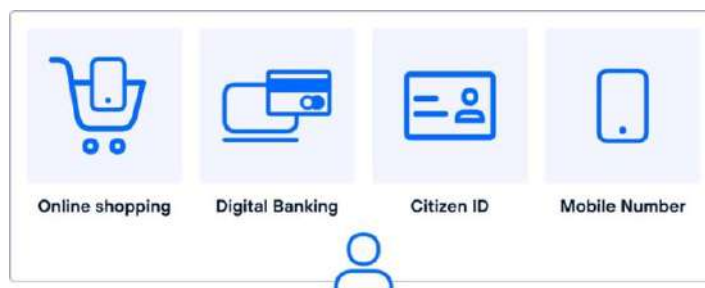 Online shopping
Digital Banking
Citizen ID
Mobile Number